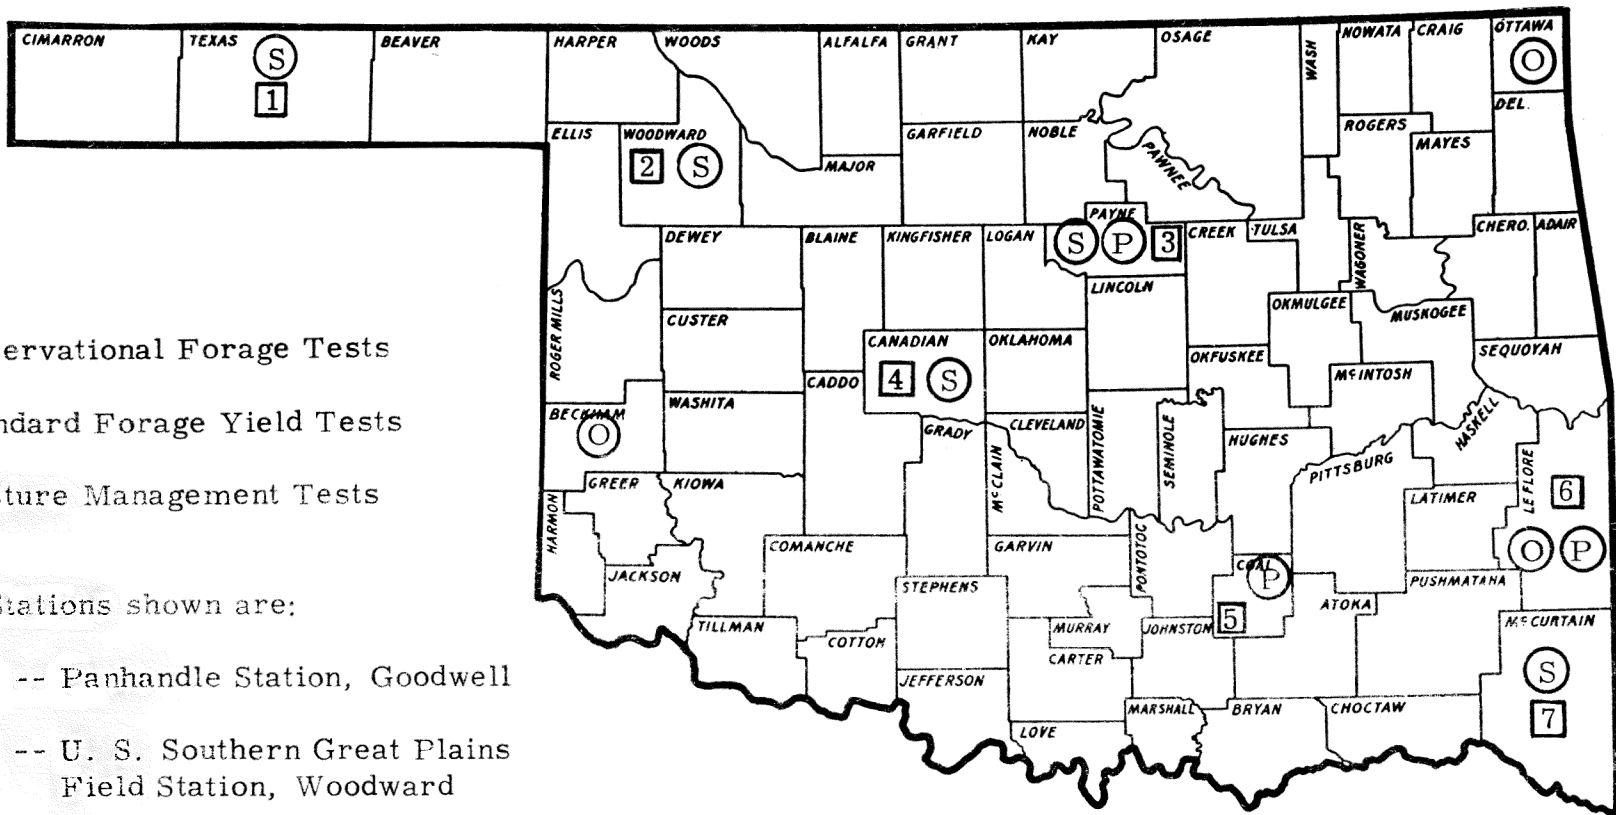 CIMARRON
TEXAS
S
1
BEAVER
HARPER
WOODS
ALFALFA
GRANT
KAY
OSAGE
WASH
NOWATA
CRAIG
OTTAWA
O
DEL.
ELLIS
WOODWARD
2
S
MAJOR
GARFIELD
NOBLE
PAWNEE
ROGERS
MAYES
PAYNE
S
P
3
DEWEY
BLAINE
KINGFISHER
LOGAN
CREEK
TULSA
WAGONER
CHERO.
ADAIR
LINCOLN
ROGER MILLS
CUSTER
CANADIAN
4
S
OKLAHOMA
OKMULGEE
MUSKOGEE
OKFUSKEE
McINTOSH
SEQUOYAH
ervational Forage Tests
CADDO
BECKHAM
O
WASHITA
GRADY
CLEVELAND
McCLAIN
POTTAWATOMIE
SEMINOLE
HUGHES
PITTSBURG
HASKELL
LE FLORE
6
O
P
ndard Forage Yield Tests
GREER
KIOWA
LATIMER
sture Management Tests
HARMON
JACKSON
COMANCHE
GARVIN
PONTOTOC
COAL
P
5
PUSHMATAHA
STEPHENS
ATOKA
Stations shown are:
TILLMAN
COTTON
MURRAY
JOHNSTON
McCURTAIN
S
7
CARTER
JEFFERSON
-- Panhandle Station, Goodwell
LOVE
MARSHALL
BRYAN
CHOCTAW
-- U. S. Southern Great Plains
Field Station, Woodward